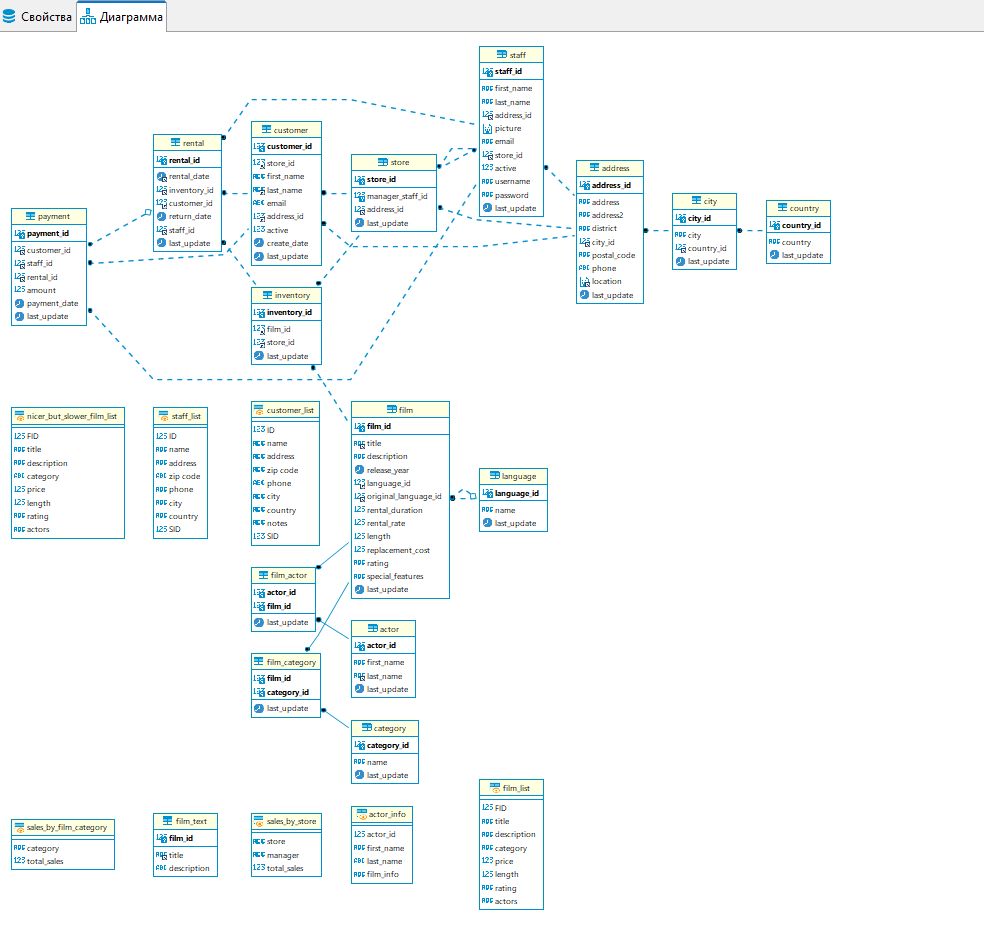 Свойства
Диаграмма
staff
staff_id
first_name
last_name
address_id
picture
email
store_id
active
username
password
last_update
customer
customer_id
store_id
first_name
last_name
email
address_id
active
create_date
last_update
rental
rental_id
rental_date
inventory_id
customer_id
return_date
staff_id
last_update
store
store_id
manager_staff_id
address_id
last_update
address
address_id
address
address2
district
city_id
postal_code
phone
location
last_update
city
city_id
city
country_id
last_update
country
country_id
country
last_update
payment
payment_id
customer_id
staff_id
rental_id
amount
payment_date
last_update
inventory
inventory_id
film_id
store_id
last_update
nicer_but_slower_film_list
FID
title
description
category
price
length
rating
actors
staff_list
ID
name
address
zip code
phone
city
country
SID
customer_list
ID
name
address
zip code
phone
city
country
notes
SID
film
film_id
title
description
release_year
language_id
original_language_id
rental_duration
rental_rate
length
replacement_cost
rating
special_features
last_update
language
language_id
name
last_update
film_actor
actor_id
film_id
last_update
actor
actor_id
first_name
last_name
last_update
film_category
film_id
category_id
last_update
category
category_id
name
last_update
film_list
FID
title
description
category
price
length
rating
actors
sales_by_film_category
category
total_sales
film_text
film_id
title
description
sales_by_store
store
manager
total_sales
actor_info
actor_id
first_name
last_name
film_info